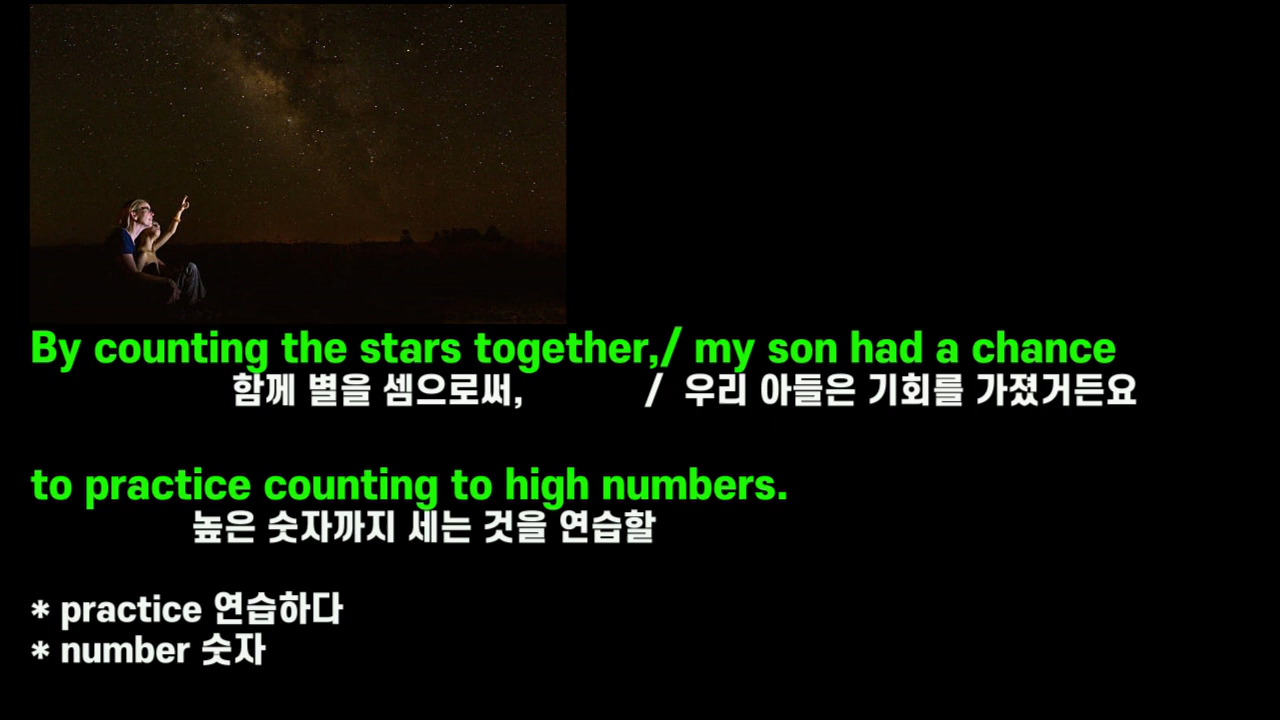 By counting the stars together,/ my son had a chance
함께 별을 셈으로써, / 우리 아들은 기회를 가졌거든요
to practice counting to high numbers.
높은 숫자까지 세는 것을 연습할
* practice 연습하다
* number 숫자